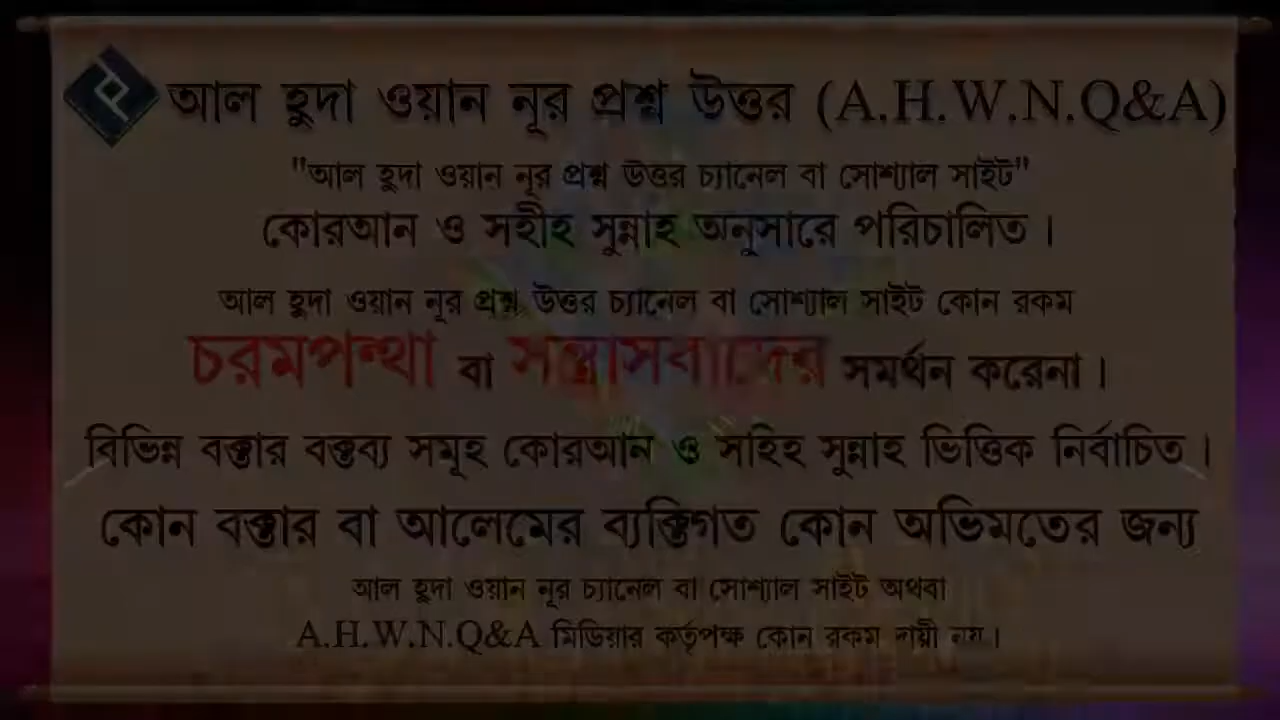 আল হুদা ওয়ান নূর প্রশ্ন উত্তর (A.H.W.N.Q&A)
"আল হুদা ওয়ান নূর প্রশ্ন উত্তর চ্যানেল বা সোশ্যাল সাইট"
কোরআন ও সহীহ সুন্নাহ অনুসারে পরিচালিত।
আল হুদা ওয়ান নূর প্রশ্ন উত্তর চ্যানেল বা সোশ্যাল সাইট কোন রকম
চরমপন্থা বা সন্ত্রাসবাদের সমর্থন করেনা।
বিভিন্ন বক্তার বক্তব্য সমূহ কোরআন ও সহিহ সুন্নাহ ভিত্তিক নির্বাচিত।
কোন বক্তার বা আলেমের ব্যক্তিগত কোন অভিমতের জন্য
আল হুদা ওয়ান নূর চ্যানেল বা সোশ্যাল সাইট অথবা
A.H.W.N.Q&A মিডিয়ার কর্তৃপক্ষ কোন রকম দায়ী নয়।